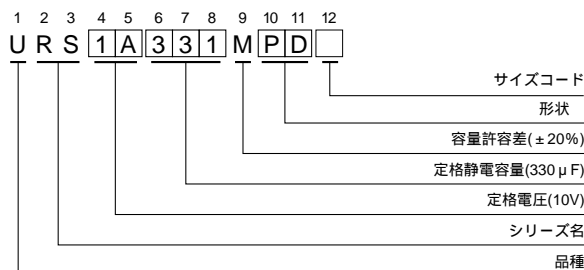 1 2 3 4 5 6 7 8 9 10 11 12
U R S 1 A 3 3 1 M P D
サイズコード
形状
容量許容差(±20%)
定格静電容量(330μF)
定格電圧(10V)
シリーズ名
品種